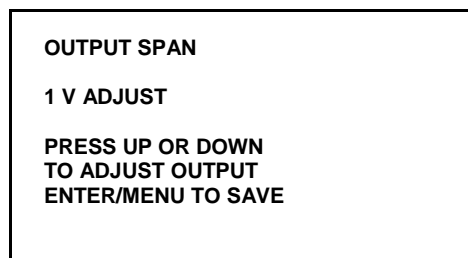 OUTPUT SPAN
1 V ADJUST
PRESS UP OR DOWN
TO ADJUST OUTPUT
ENTER/MENU TO SAVE